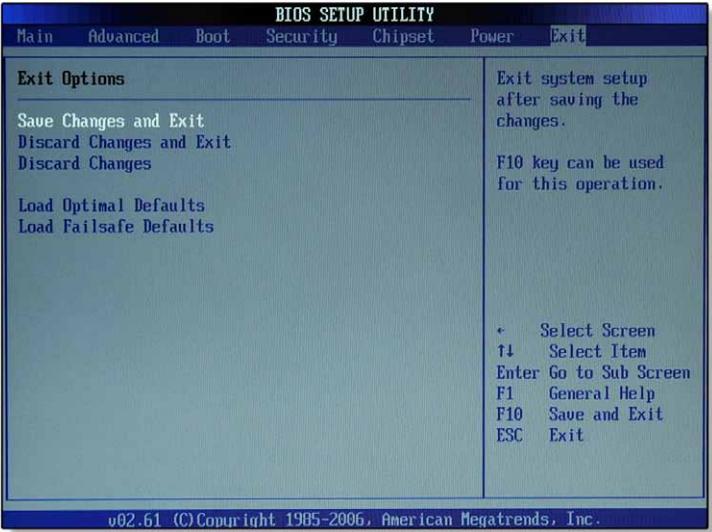 BIOS SETUP UTILITY
Main Advanced Boot Security Chipset Power Exit
Exit Options
Save Changes and Exit
Discard Changes and Exit
Discard Changes
Load Optimal Defaults
Load Failsafe Defaults
Exit system setup
after saving the
changes.
F10 key can be used
for this operation.
← Select Screen
↑↓ Select Item
Enter Go to Sub Screen
F1 General Help
F10 Save and Exit
ESC Exit
v02.61 (C)Copyright 1985-2006, American Megatrends, Inc.